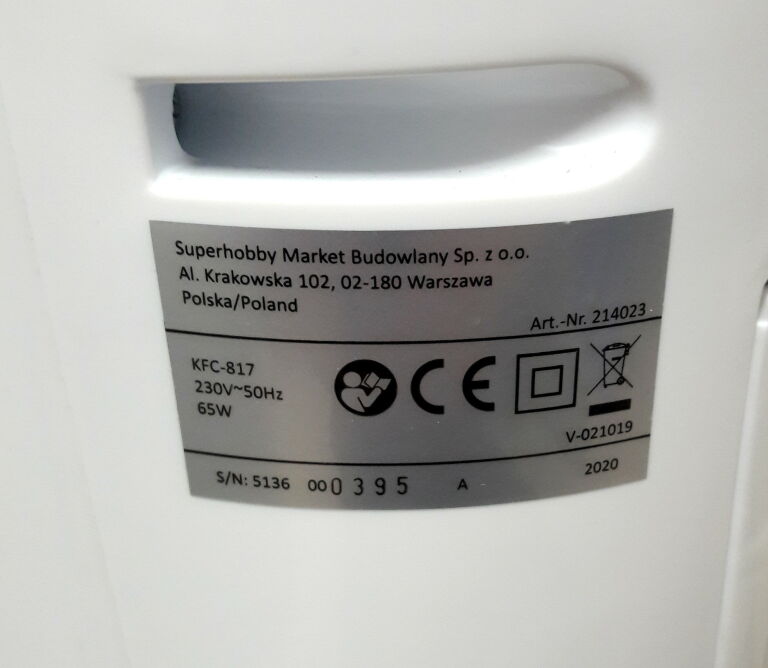 Superhobby Market Budowlany Sp. z o.o.
Al. Krakowska 102, 02-180 Warszawa
Polska/Poland
Art.-Nr. 214023
KFC-817
230V~50Hz
65W
CE
V-021019
S/N: 5136 000395 A
2020